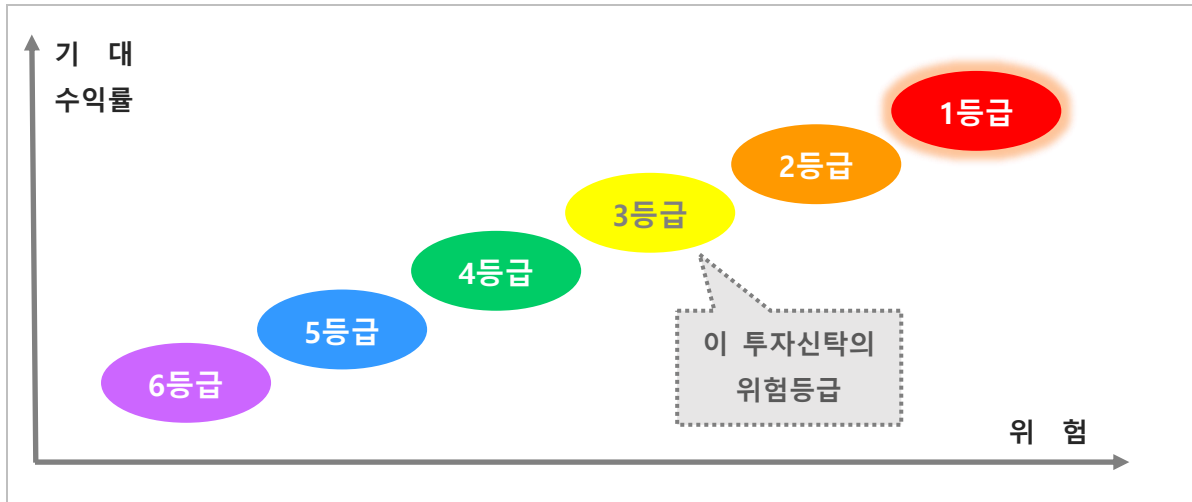 기 대
수익률
1등급
2등급
3등급
4등급
5등급
6등급
이 투자신탁의
위험등급
위 험